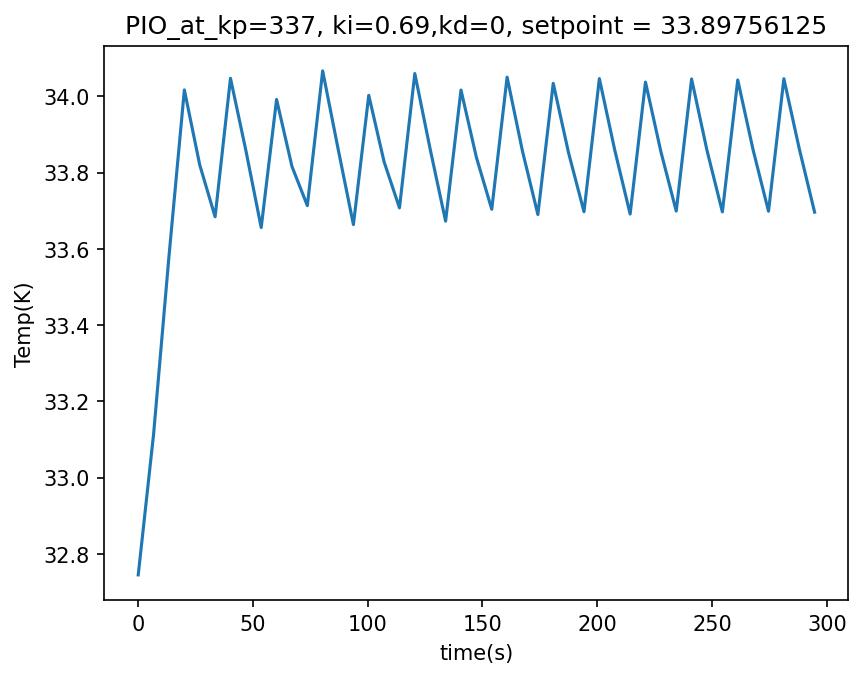 PIO_at_kp=337, ki=0.69,kd=0, setpoint = 33.89756125
Temp(K)
34.0
33.8
33.6
33.4
33.2
33.0
32.8
0 50 100 150 200 250 300
time(s)